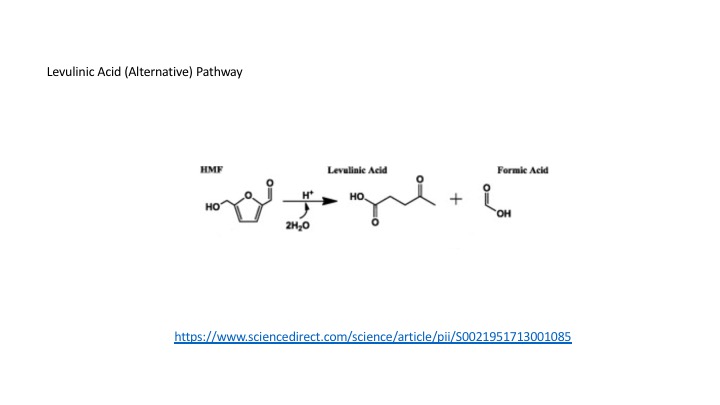 Levulinic Acid (Alternative) Pathway
HMF
Levulinic Acid
Formic Acid
HO
O
O
H⁺
2H₂O
HO
O
O
+
O
OH
https://www.sciencedirect.com/science/article/pii/S0021951713001085